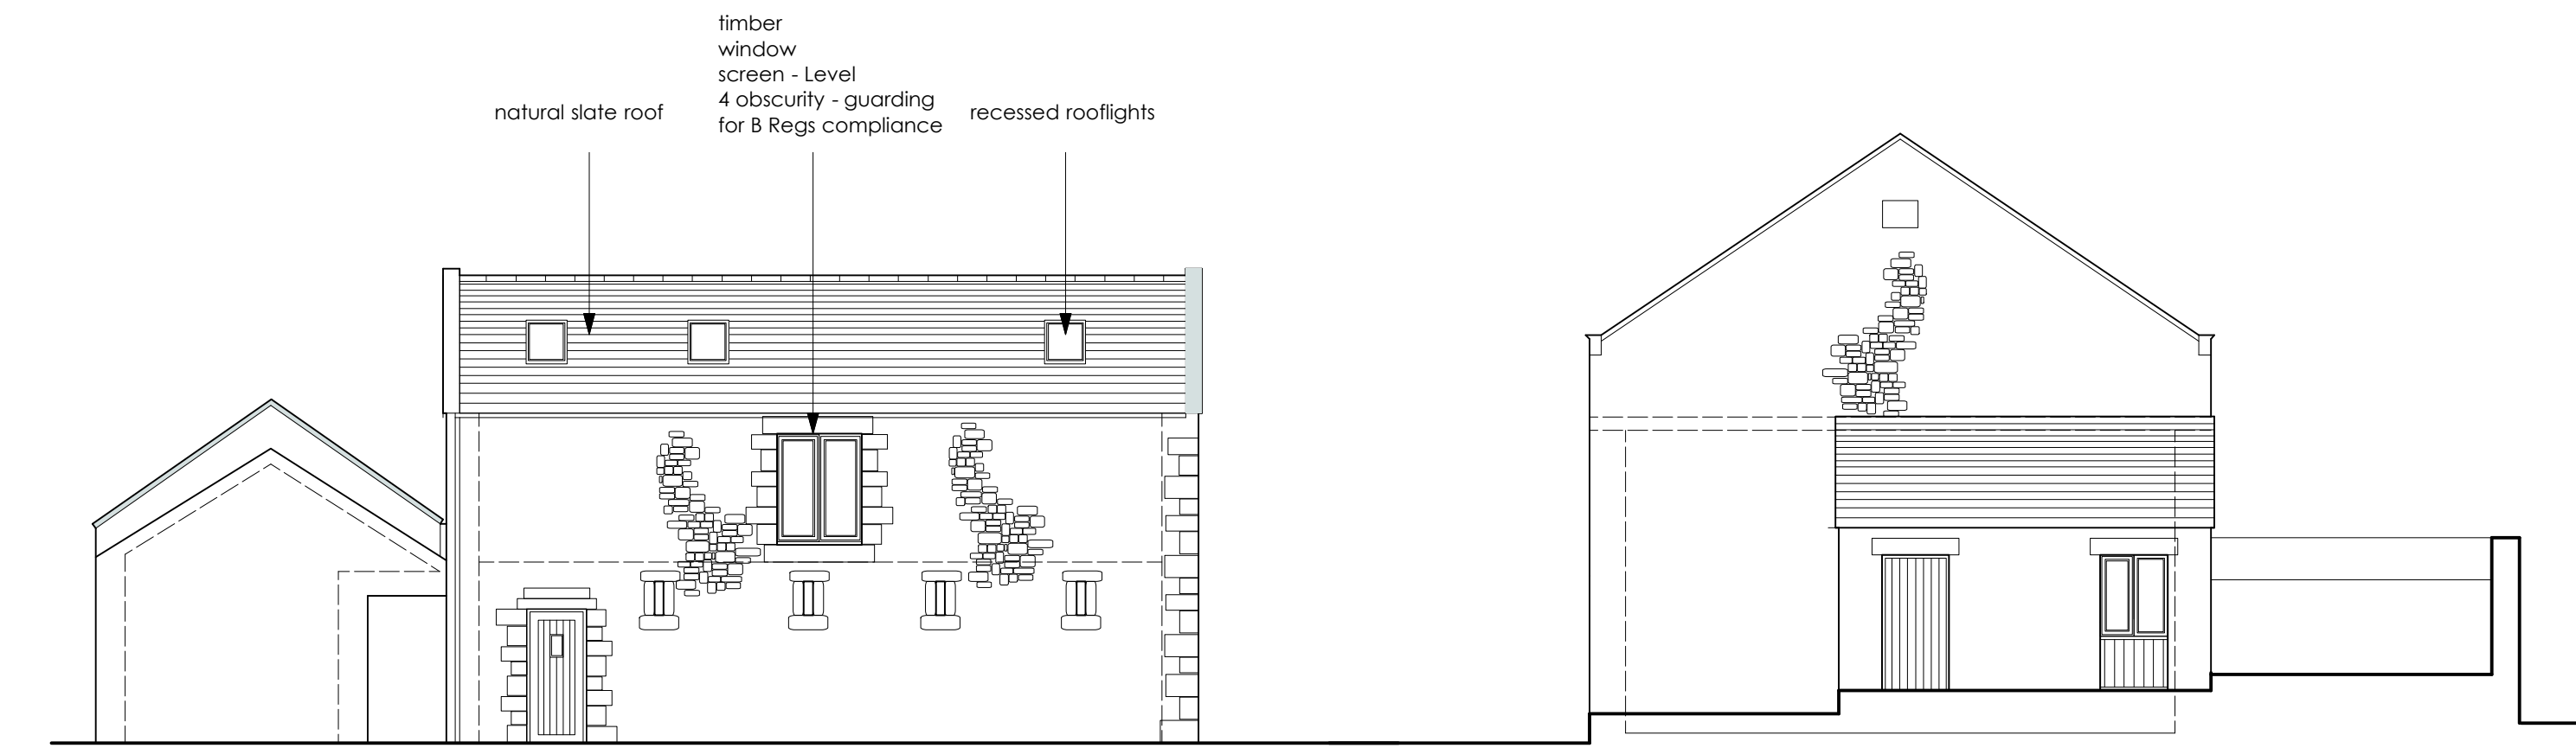 natural slate roof
timber
window
screen - Level
4 obscurity - guarding
for B Regs compliance
recessed rooflights